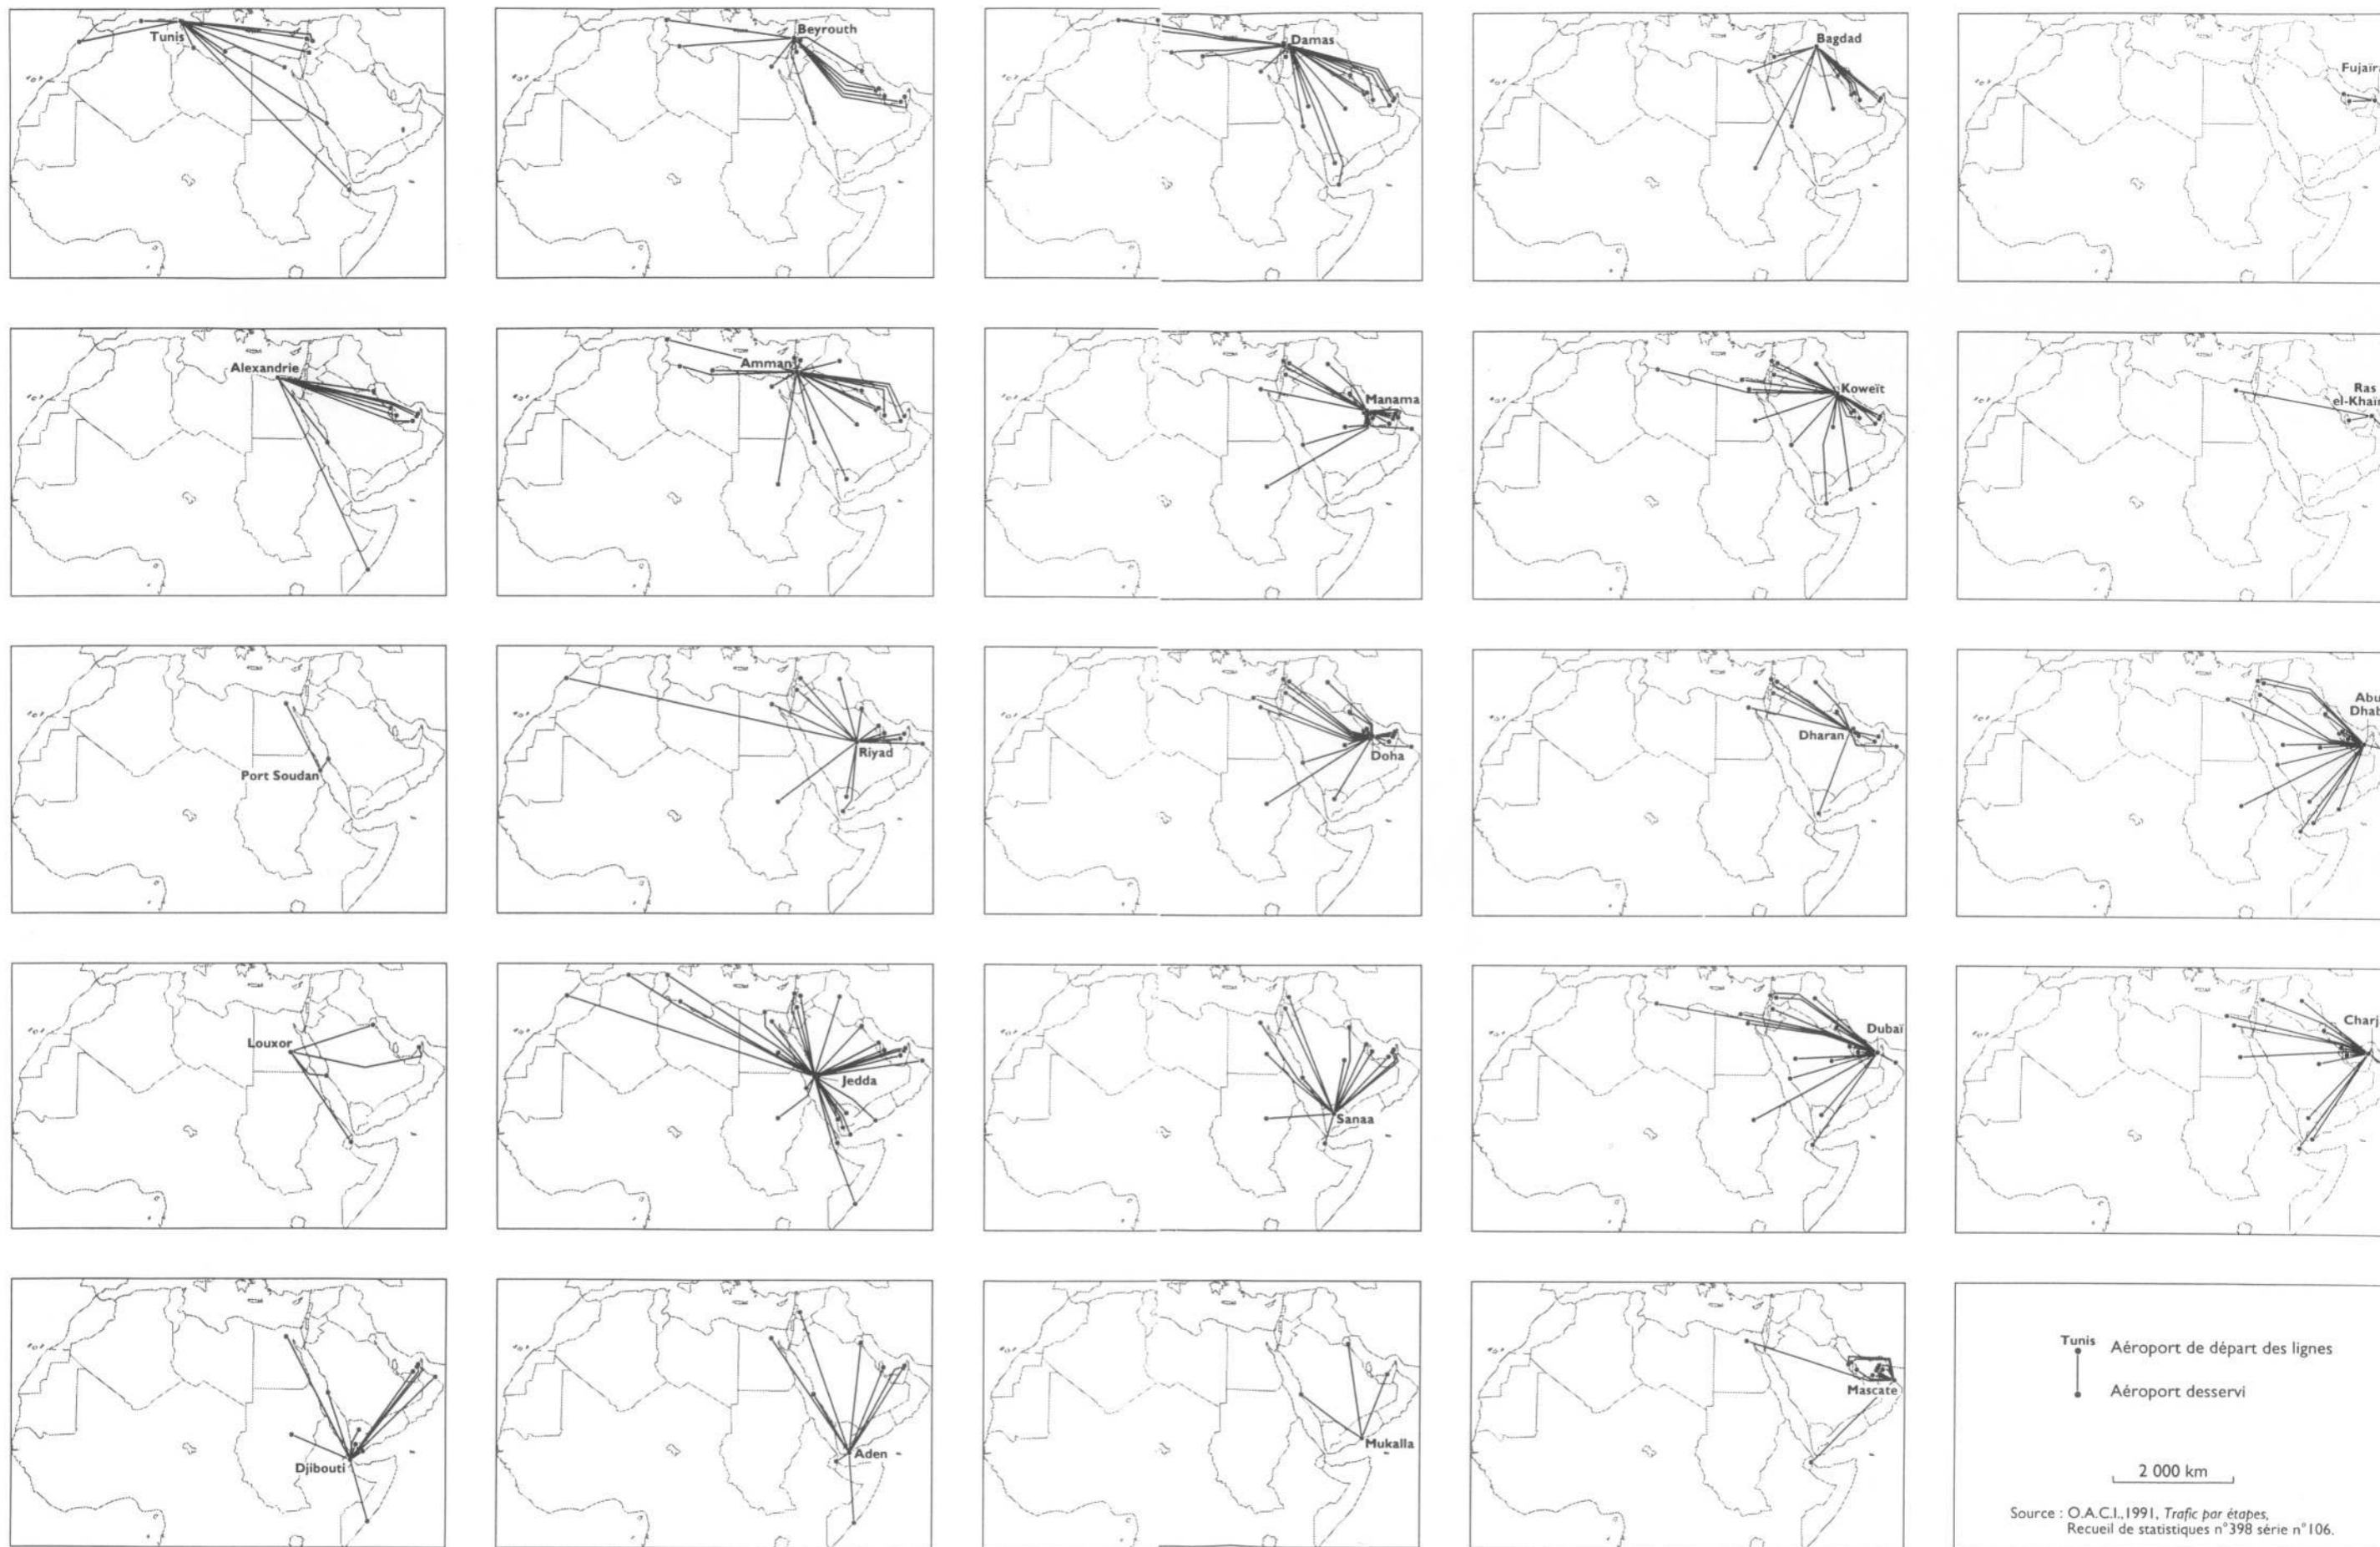 Tunis
Beyrouth
Damas
Bagdad
Alexandrie
Amman
Manama
Koweït
Ras
Port Soudan
Riyad
Doha
Dharan
Louxor
Jedda
Sanaa
Dubaï
Djibouti
Aden
Mukalla
Mascate
Tunis
Aéroport de départ des lignes
Aéroport desservi
2 000 km
Source : O.A.C.I.,1991, Trafic par étapes,
Recueil de statistiques n°398 série n°106.